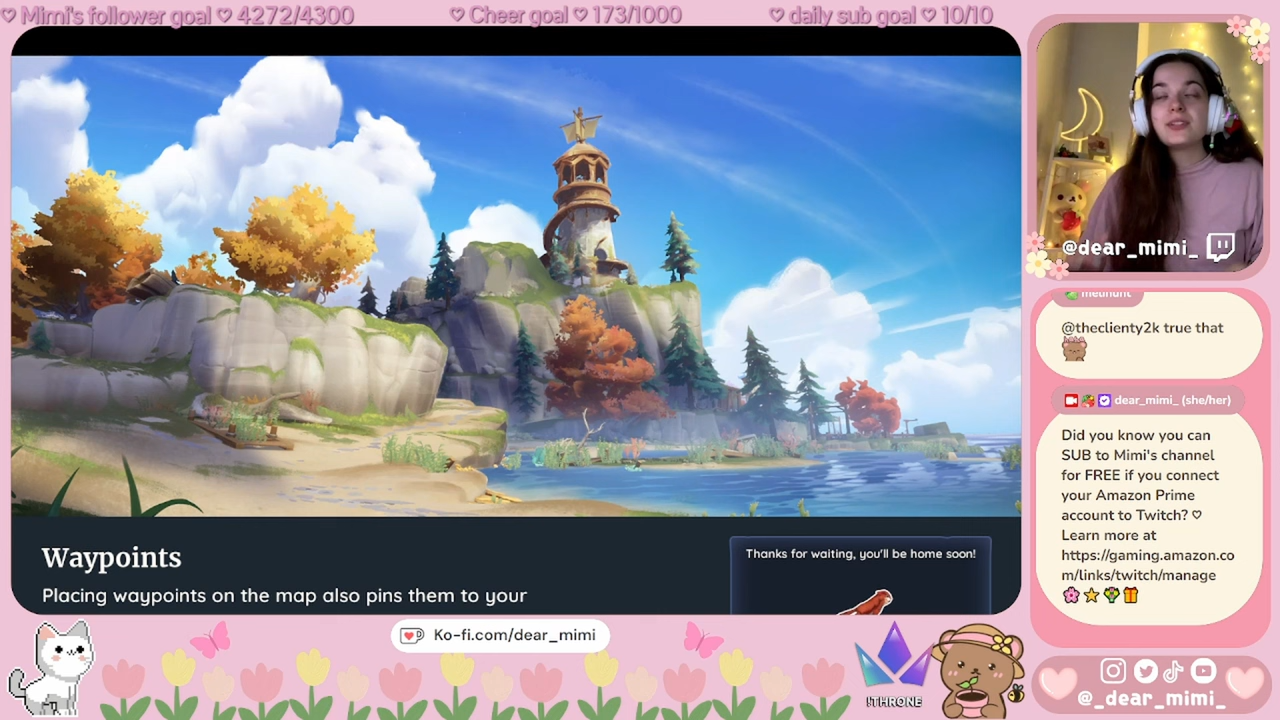 ♡ Mimi's follower goal ♡ 4272/4300
♡ Cheer goal ♡ 173/1000
♡ daily sub goal ♡ 10/10
@dear_mimi_
@theclienty2k true that
dear_mimi_ (she/her)
Did you know you can
SUB to Mimi's channel
for FREE if you connect
your Amazon Prime
account to Twitch? ♡
Learn more at
https://gaming.amazon.co
m/links/twitch/manage
Waypoints
Placing waypoints on the map also pins them to your
Thanks for waiting, you'll be home soon!
Ko-fi.com/dear_mimi
!THRONE
@_dear_mimi_